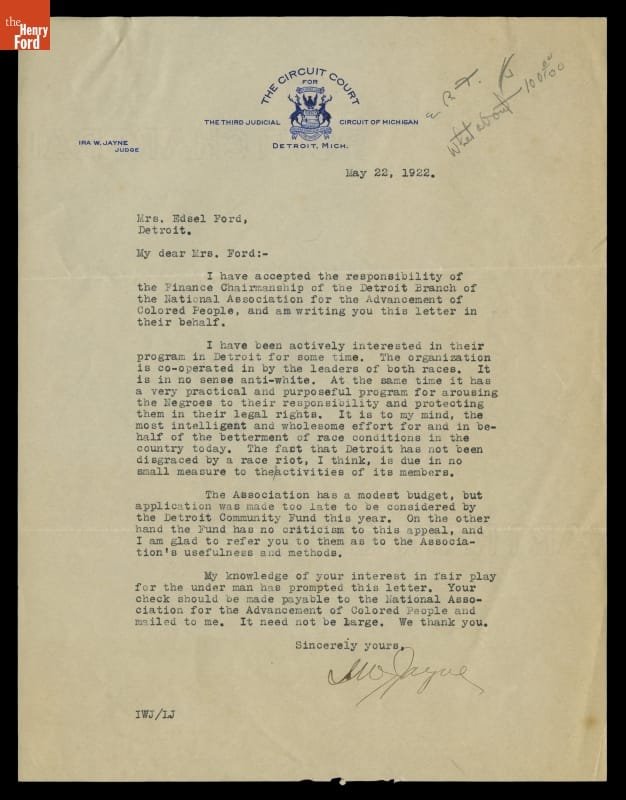 the
Henry
Ford
THE CIRCUIT COURT
FOR
THE THIRD JUDICIAL CIRCUIT OF MICHIGAN
DETROIT, MICH.
IRA W. JAYNE
JUDGE
What about 100.00
May 22, 1922.
Mrs. Edsel Ford,
Detroit.
My dear Mrs. Ford:-
I have accepted the responsibility of
the Finance Chairmanship of the Detroit Branch of
the National Association for the Advancement of
Colored People, and am writing you this letter in
their behalf.
I have been actively interested in their
program in Detroit for some time. The organization
is co-operated in by the leaders of both races. It
is in no sense anti-white. At the same time it has
a very practical and purposeful program for arousing
the Negroes to their responsibility and protecting
them in their legal rights. It is to my mind, the
most intelligent and wholesome effort for and in be-
half of the betterment of race conditions in the
country today. The fact that Detroit has not been
disgraced by a race riot, I think, is due in no
small measure to the/activities of its members.
The Association has a modest budget, but
application was made too late to be considered by
the Detroit Community Fund this year. On the other
hand the Fund has no criticism to this appeal, and
I am glad to refer you to them as to the Associa-
tion's usefulness and methods.
My knowledge of your interest in fair play
for the under man has prompted this letter. Your
check should be made payable to the National Asso-
ciation for the Advancement of Colored People and
mailed to me. It need not be large. We thank you.
Sincerely yours,
IW Jayne
IWJ/LJ